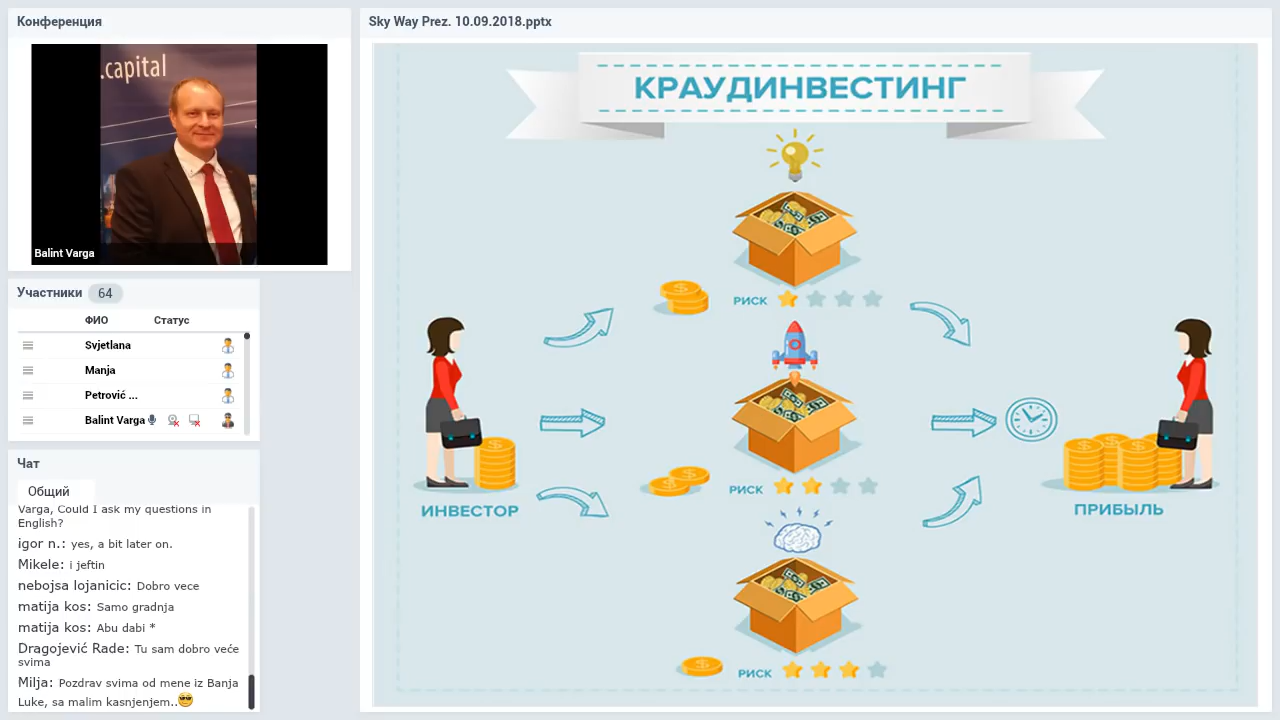 Конференция
.capital
Balint Varga
Участники 64
ФИО Статус
Svjetlana
Manja
Petrović ...
Balint Varga
Чат
Общий
Varga, Could I ask my questions in
English?
igor n.: yes, a bit later on.
Mikele: i jeftin
nebojsa lojanicic: Dobro vece
matija kos: Samo gradnja
matija kos: Abu dabi *
Dragojević Rade: Tu sam dobro veće
svima
Milja: Pozdrav svima od mene iz Banja
Luke, sa malim kasnjenjem..
Sky Way Prez. 10.09.2018.pptx
КРАУДИНВЕСТИНГ
РИСК
РИСК
ИНВЕСТОР
ПРИБЫЛЬ
РИСК